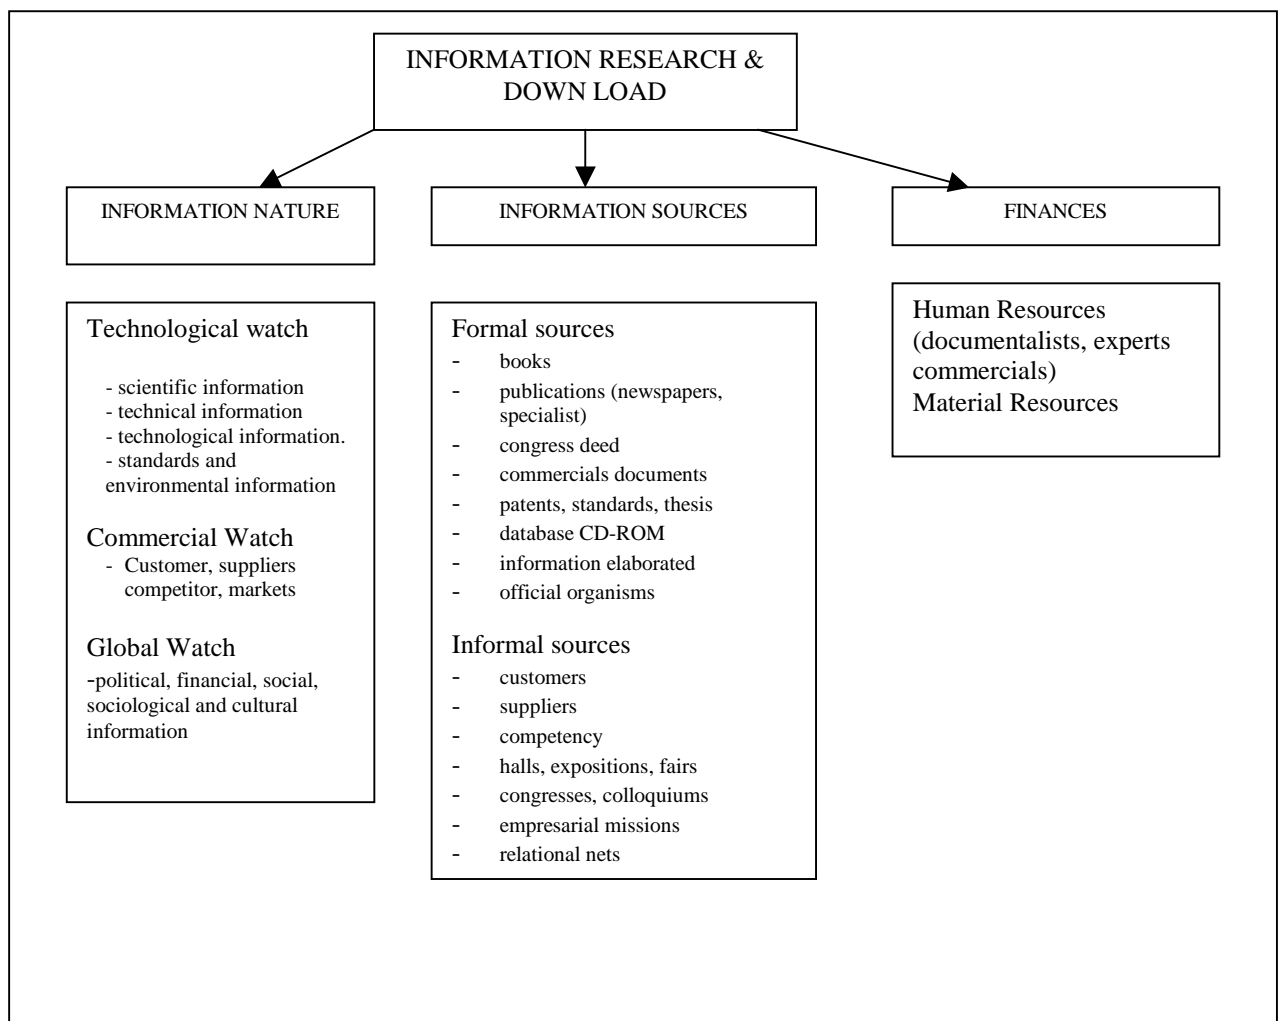 INFORMATION RESEARCH &
DOWN LOAD
INFORMATION NATURE
INFORMATION SOURCES
FINANCES
Technological watch
- scientific information
- technical information
- technological information.
- standards and
environmental information
Commercial Watch
- Customer, suppliers
competitor, markets
Global Watch
-political, financial, social,
sociological and cultural
information
Formal sources
- books
- publications (newspapers,
specialist)
- congress deed
- commercials documents
- patents, standards, thesis
- database CD-ROM
- information elaborated
- official organisms
Informal sources
- customers
- suppliers
- competency
- halls, expositions, fairs
- congresses, colloquiums
- empresarial missions
- relational nets
Human Resources
(documentalists, experts
commercials)
Material Resources